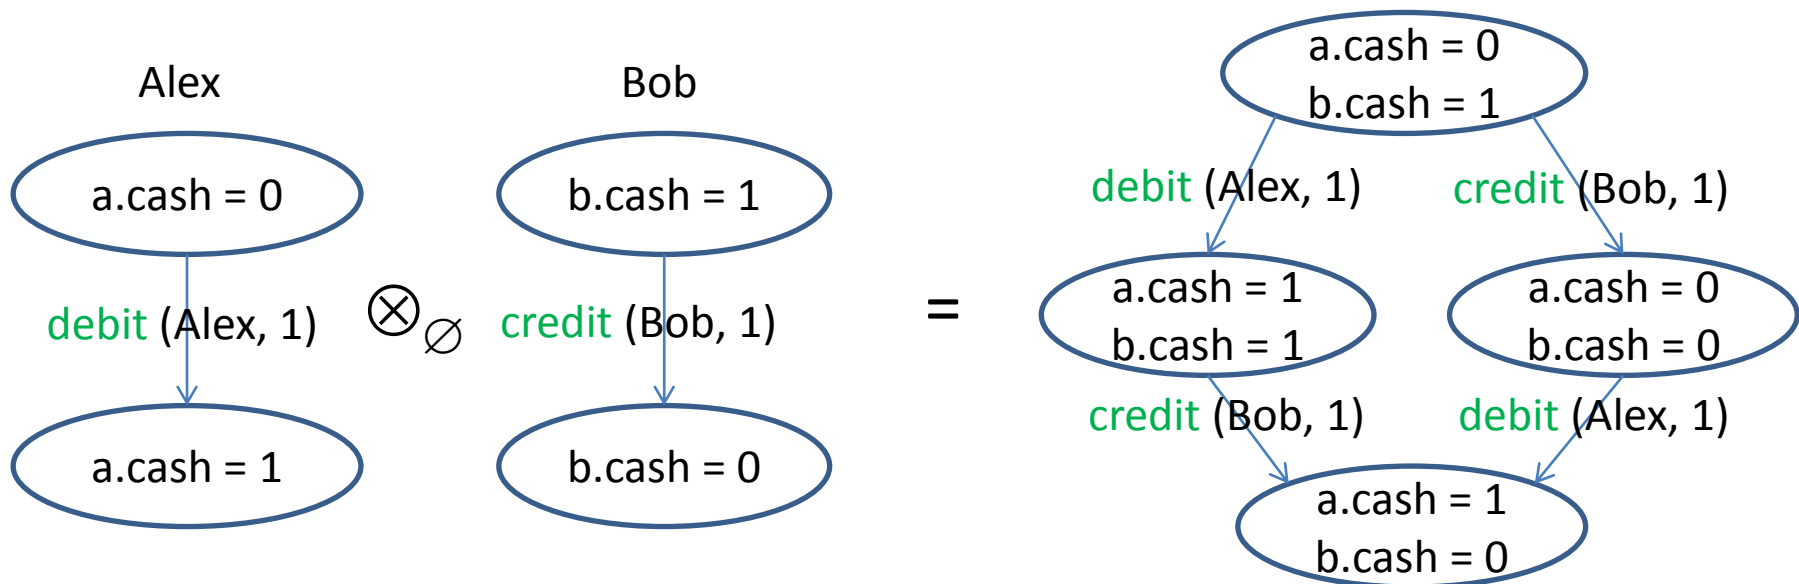 Alex
a.cash = 0
debit (Alex, 1)
a.cash = 1
⊗∅
Bob
b.cash = 1
credit (Bob, 1)
b.cash = 0
=
a.cash = 0
b.cash = 1
debit (Alex, 1)
credit (Bob, 1)
a.cash = 1
b.cash = 1
a.cash = 0
b.cash = 0
credit (Bob, 1)
debit (Alex, 1)
a.cash = 1
b.cash = 0